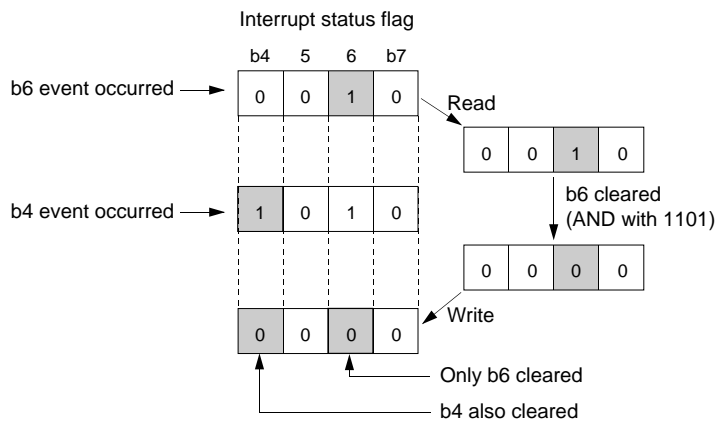 Interrupt status flag
b4 5 6 b7
b6 event occurred
0 0 1 0
Read
0 0 1 0
b4 event occurred
1 0 1 0
b6 cleared
(AND with 1101)
0 0 0 0
Write
0 0 0 0
Only b6 cleared
b4 also cleared